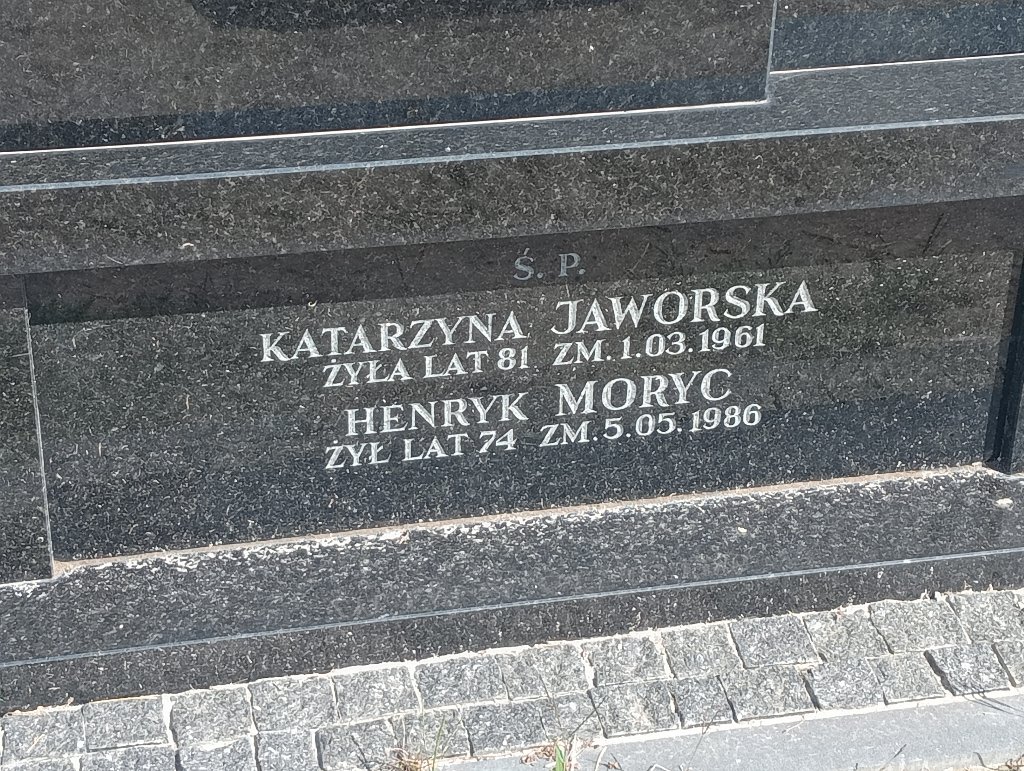 Ś. P.
KATARZYNA JAWORSKA
ŻYŁA LAT 81 ZM. 1.03.1961
HENRYK MORYC
ŻYŁ LAT 74 ZM. 5.05.1986